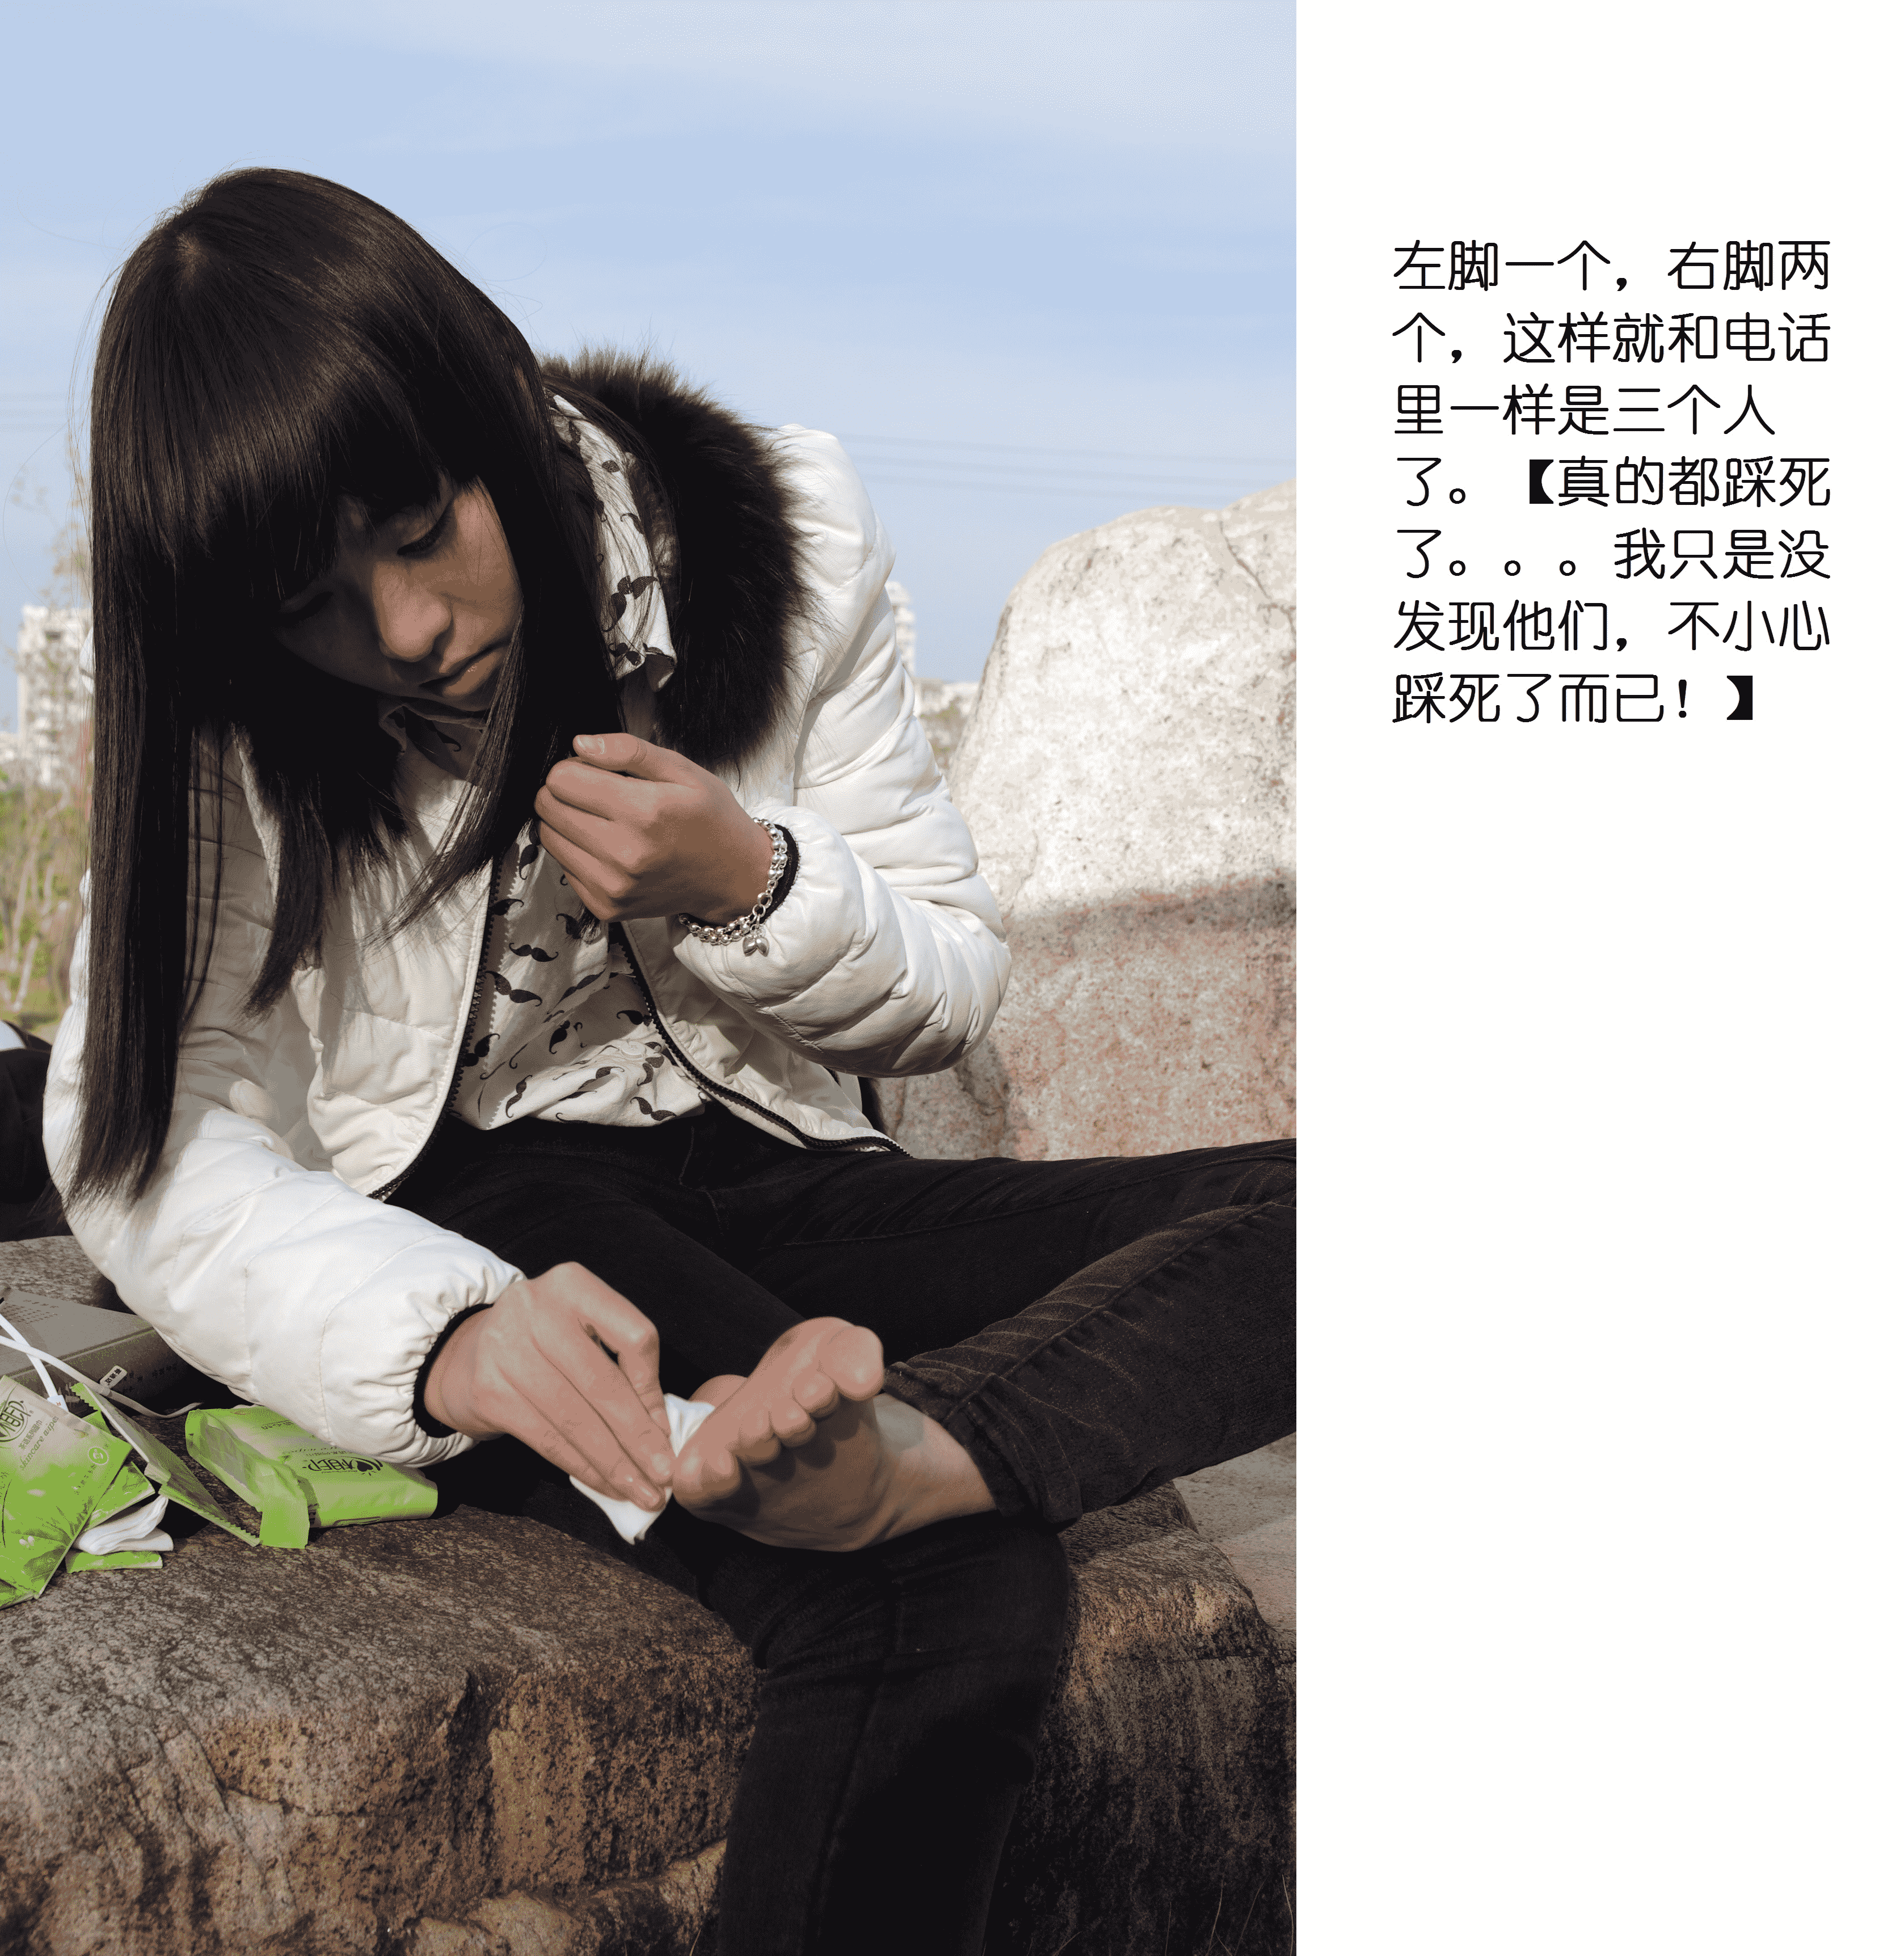 左脚一个，右脚两
个，这样就和电话
里一样是三个人
了。【真的都踩死
了。。。我只是没
发现他们，不小心
踩死了而已！】